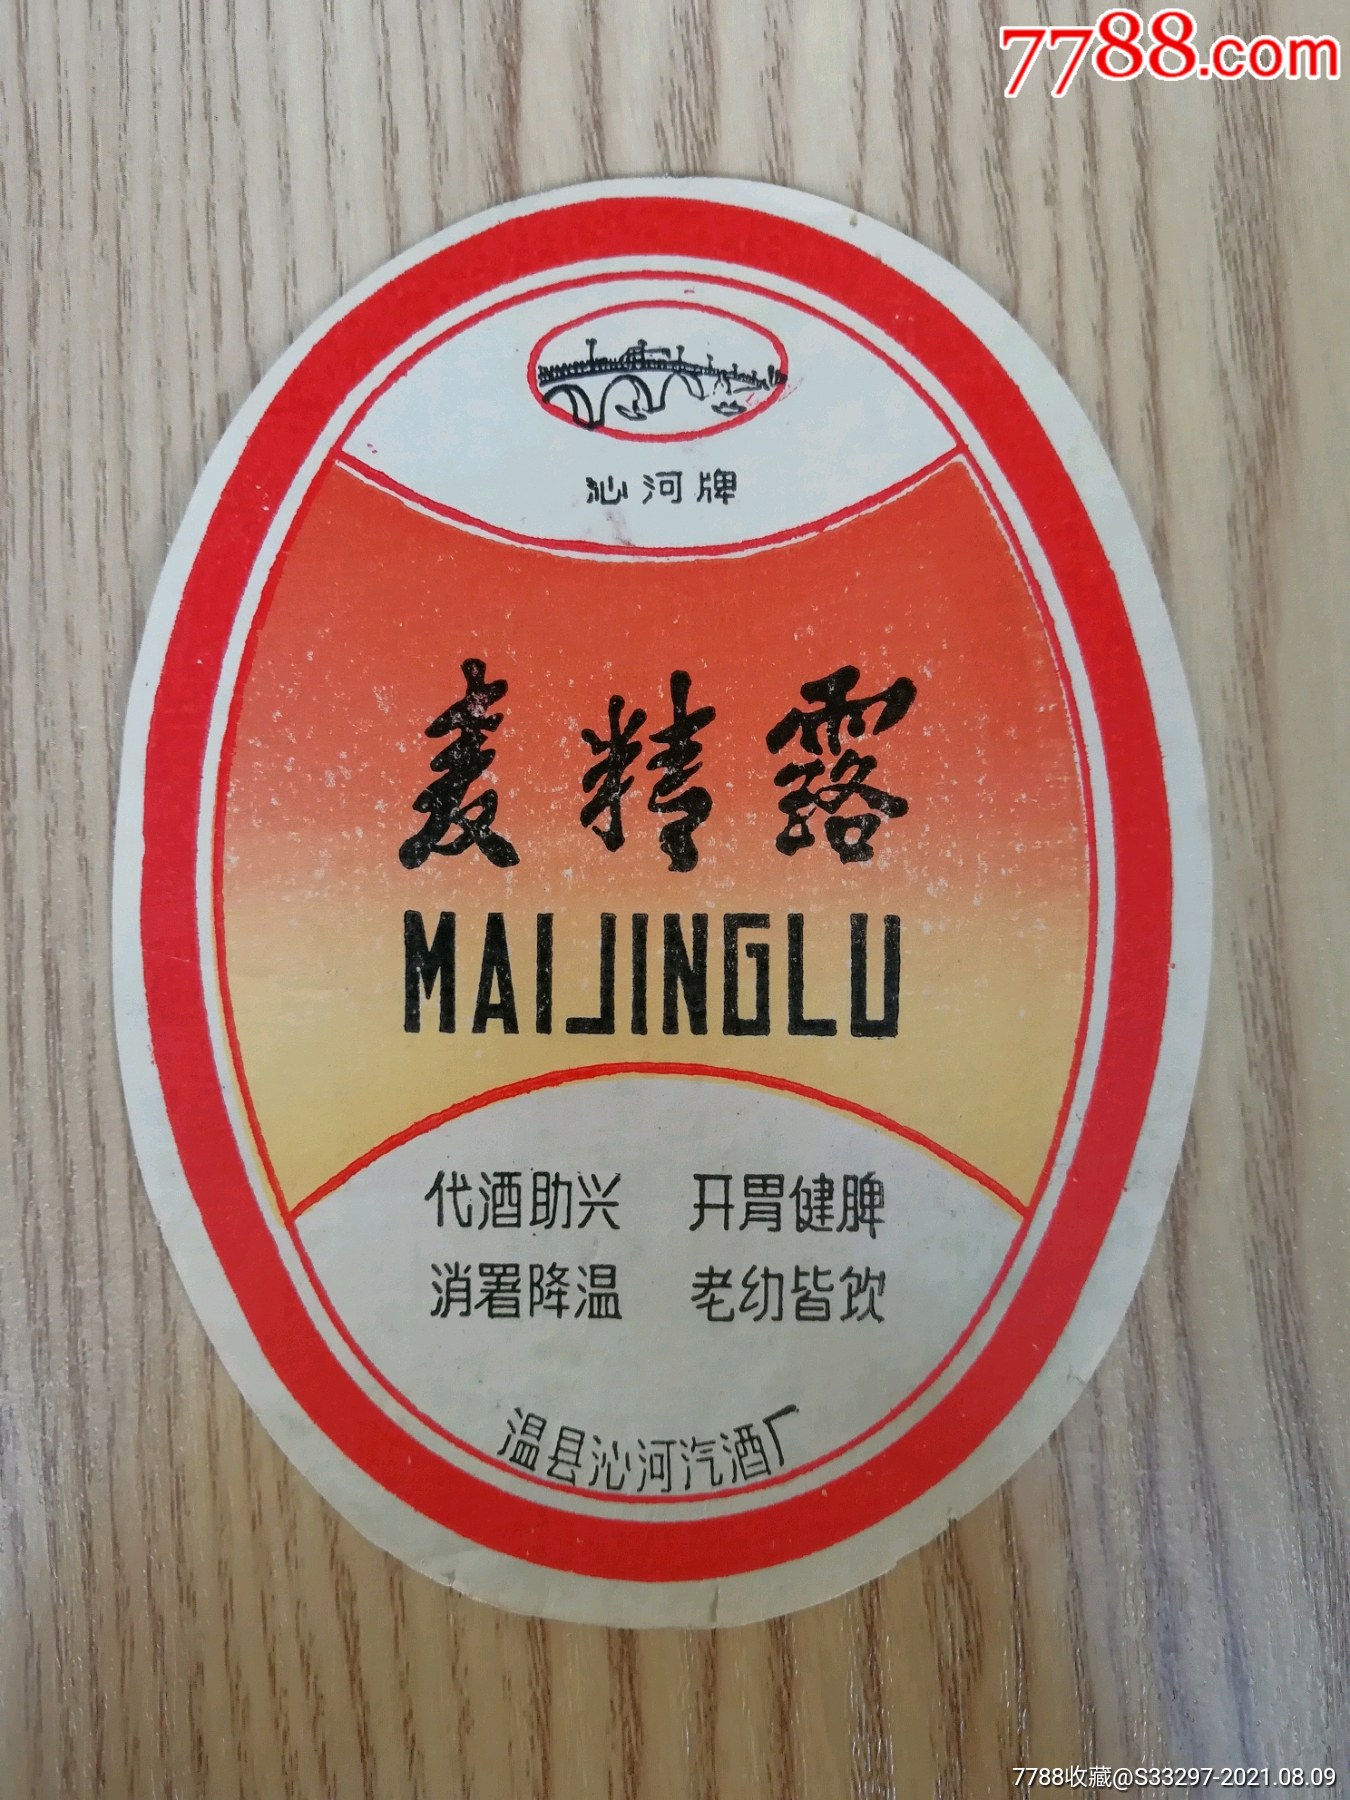 7788.com
沁河牌
麦精露
MAIJINGLU
代酒助兴 开胃健脾
消署降温 老幼皆饮
温县沁河汽酒厂
7788收藏@S33297-2021.08.09